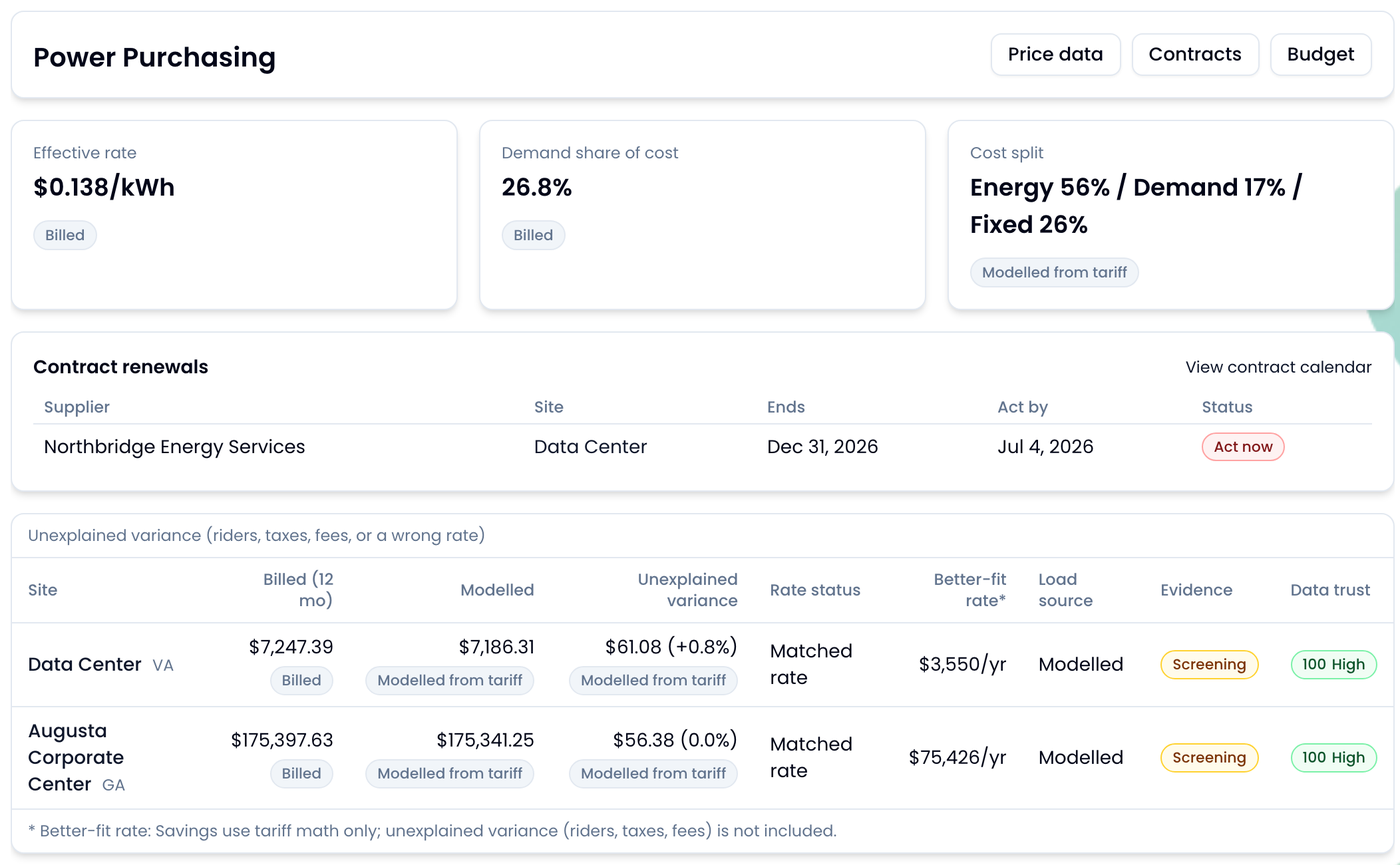 Power Purchasing
Price data
Contracts
Budget
Effective rate
$0.138/kWh
Billed
Demand share of cost
26.8%
Billed
Cost split
Energy 56% / Demand 17% /
Fixed 26%
Modelled from tariff
Contract renewals
View contract calendar
Supplier Site Ends Act by Status
Northbridge Energy Services Data Center Dec 31, 2026 Jul 4, 2026 Act now
Unexplained variance (riders, taxes, fees, or a wrong rate)
Site
Billed (12
mo)
Modelled
Unexplained
variance
Rate status
Better-fit
rate*
Load
source
Evidence
Data trust
Data Center VA
$7,247.39
Billed
$7,186.31
Modelled from tariff
$61.08 (+0.8%)
Modelled from tariff
Matched
rate
$3,550/yr
Modelled
Screening
100 High
Augusta
Corporate
Center GA
$175,397.63
Billed
$175,341.25
Modelled from tariff
$56.38 (0.0%)
Modelled from tariff
Matched
rate
$75,426/yr
Modelled
Screening
100 High
* Better-fit rate: Savings use tariff math only; unexplained variance (riders, taxes, fees) is not included.